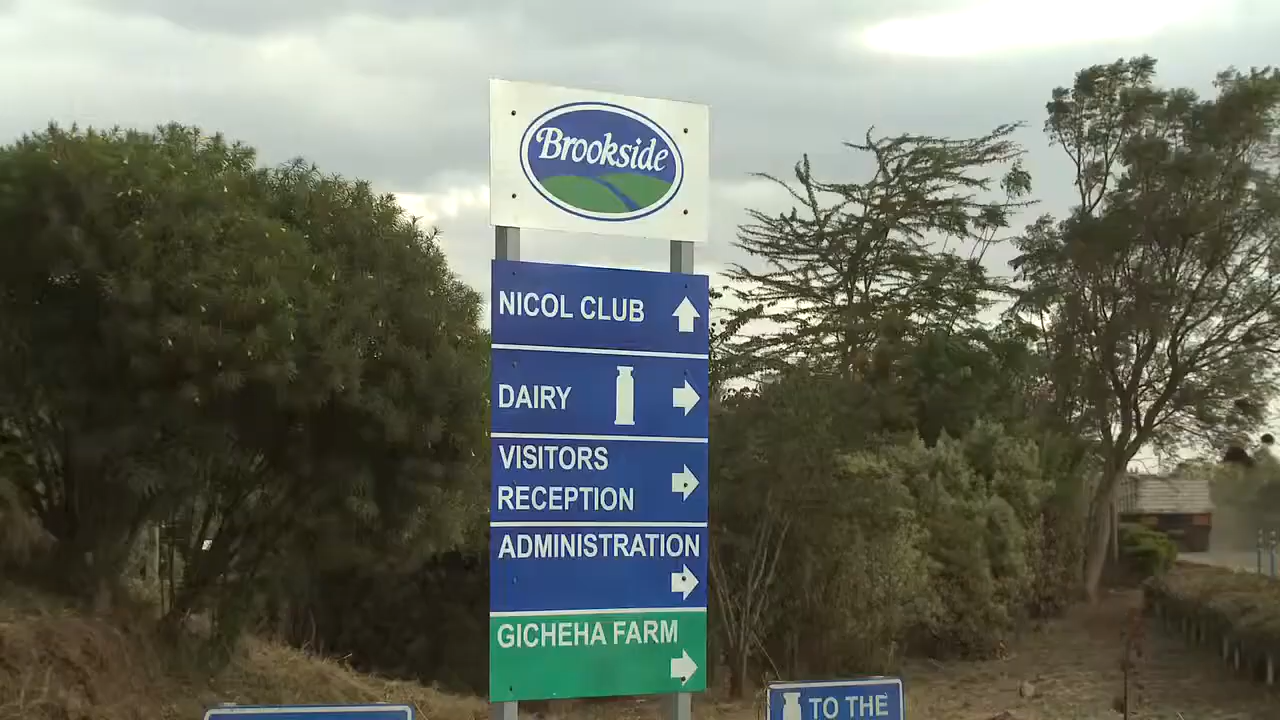 Brookside
NICOL CLUB
DAIRY
VISITORS
RECEPTION
ADMINISTRATION
GICHEHA FARM
TO THE